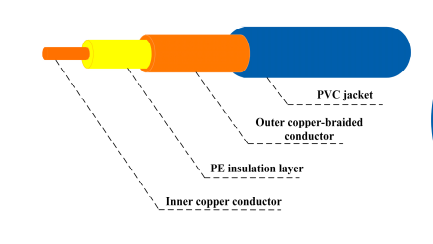 PVC jacket
Outer copper-braided
conductor
PE insulation layer
Inner copper conductor